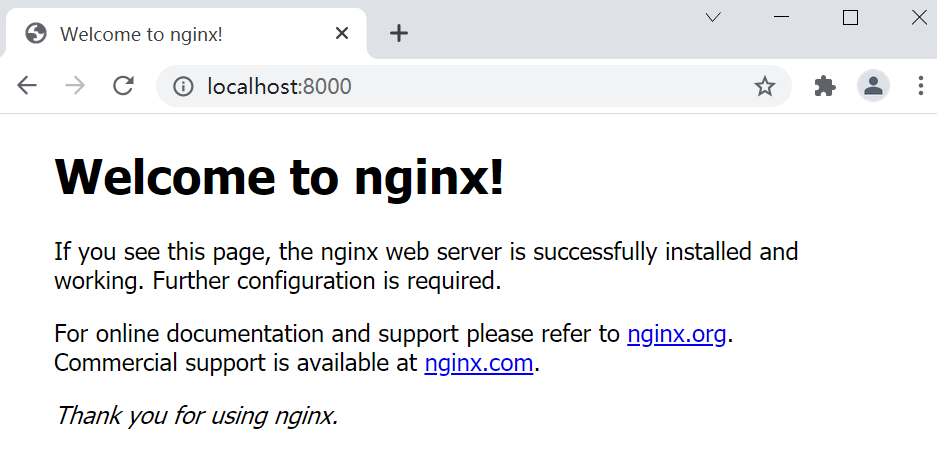 Welcome to nginx!
localhost:8000
Welcome to nginx!
If you see this page, the nginx web server is successfully installed and
working. Further configuration is required.
For online documentation and support please refer to nginx.org.
Commercial support is available at nginx.com.
Thank you for using nginx.